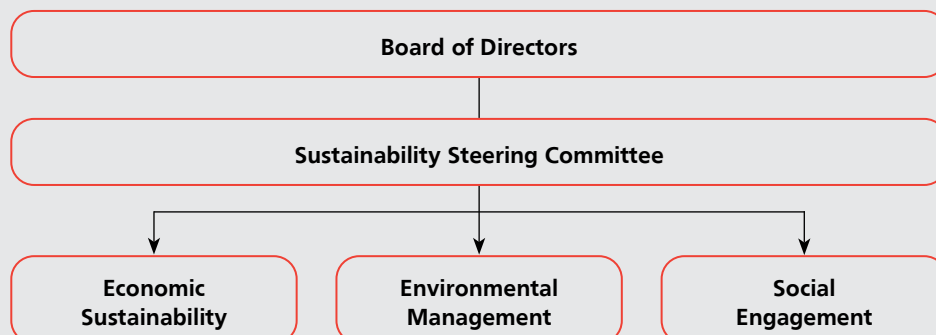 Board of Directors
Sustainability Steering Committee
Economic
Sustainability
Environmental
Management
Social
Engagement